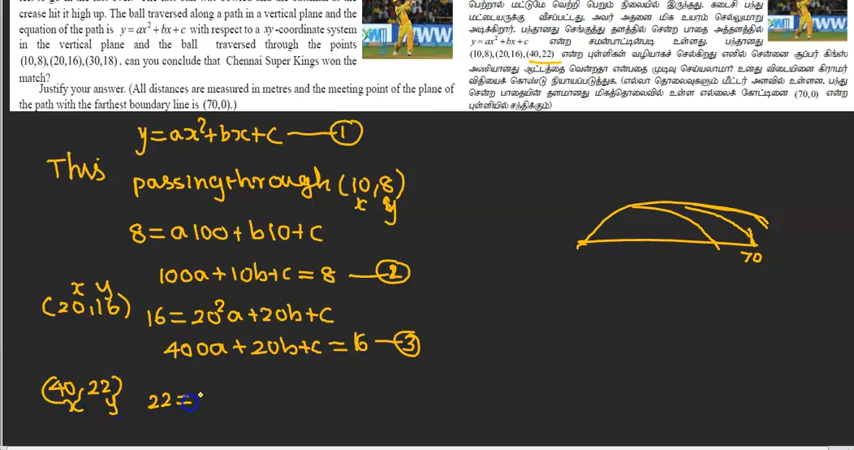 crease hit it high up. The ball traversed along a path in a vertical plane and the
equation of the path is y = ax² + bx + c with respect to a xy-coordinate system
in the vertical plane and the ball traversed through the points
(10,8),(20,16),(30,18), can you conclude that Chennai Super Kings won the
match?
Justify your answer. (All distances are measured in metres and the meeting point of the plane of
the path with the farthest boundary line is (70,0).)
பெற்றால் மட்டுமே வெற்றி பெறும் நிலையில் இருந்தது. கடைசி பந்து
மட்டையருக்கு வீசப்பட்டது. அவர் அதனை மிக உயரம் செல்லுமாறு
அடிக்கிறார். பந்தானது செங்குத்து தளத்தில் சென்ற பாதை அத்தளத்தில்
y = ax² + bx + c என்ற சமன்பாட்டின்படி உள்ளது. பந்தானது
(10,8),(20,16),(40,22) என்ற புள்ளிகள் வழியாகச் செல்கிறது எனில் சென்னை சூப்பர் கிங்ஸ்
அணியானது ஆட்டத்தை வென்றதா என்பதை முடிவு செய்யலாமா? உனது விடையினை கிராமர்
விதியைக் கொண்டு நியாயப்படுத்துக. (எல்லா தொலைவுகளும் மீட்டர் அளவில் உள்ளன. பந்து
சென்ற பாதையின் தளமானது மிகத்தொலைவில் உள்ள எல்லைக் கோட்டினை (70,0) என்ற
புள்ளியில் சந்திக்கும்)
y=ax²+bx+c — 1
This
passing through (10,8)
x y
8=a100+b10+c
100a+10b+c=8 — 2
x y
(20,16) 16=20²a+20b+c
400a+20b+c=16 — 3
(40,22) 22=
x y
70